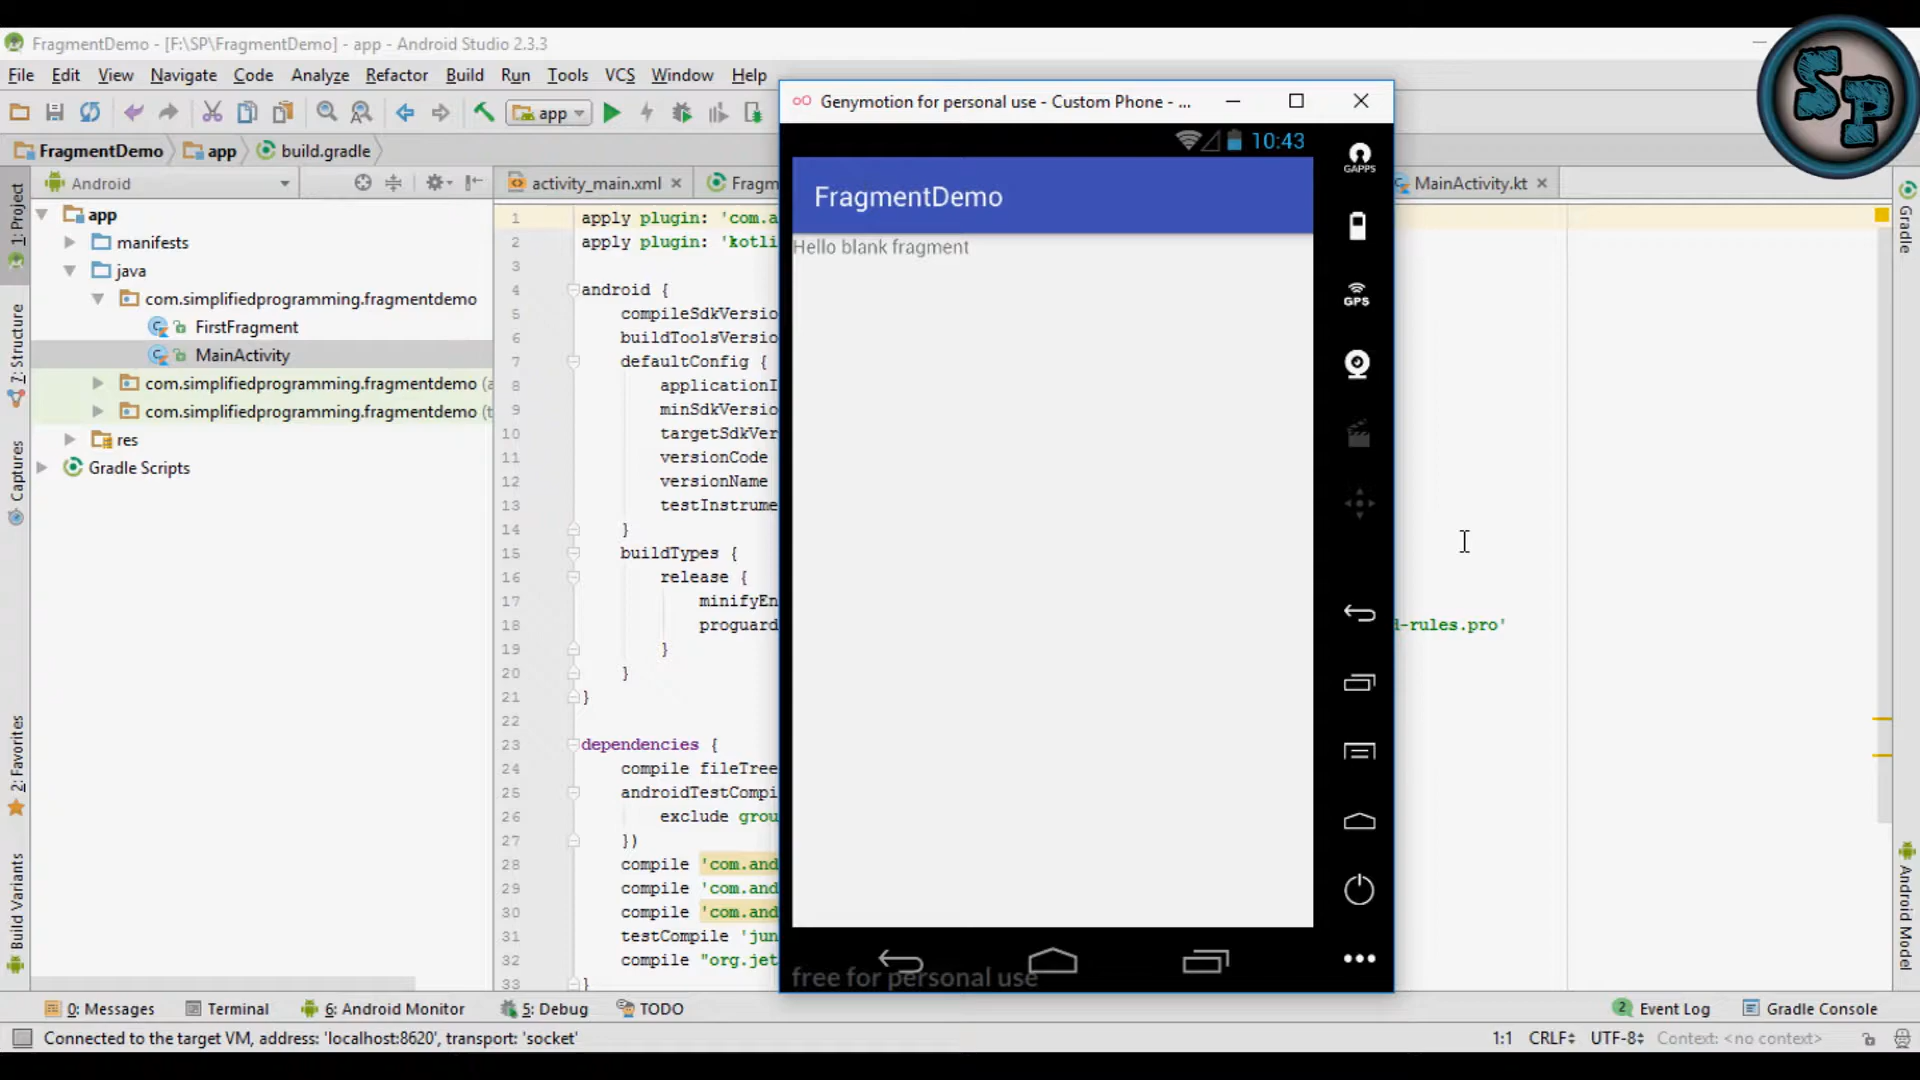 FragmentDemo - [F:\SP\FragmentDemo] - app - Android Studio 2.3.3
SP
File Edit View Navigate Code Analyze Refactor Build Run Tools VCS Window Help
Genymotion for personal use - Custom Phone - ...
app
10:43
GAPPS
FragmentDemo app build.gradle
Android
activity_main.xml
MainActivity.kt
FragmentDemo
Hello blank fragment
GPS
free for personal use
1: Project
7: Structure
Captures
2: Favorites
Build Variants
Gradle
Android Model
app
manifests
java
com.simplifiedprogramming.fragmentdemo
FirstFragment
MainActivity
com.simplifiedprogramming.fragmentdemo (a
com.simplifiedprogramming.fragmentdemo (t
res
Gradle Scripts
1 apply plugin: 'com.a
2 apply plugin: 'kotli
3
4 android {
5 compileSdkVersio
6 buildToolsVersio
7 defaultConfig {
8 applicationI
9 minSdkVersio
10 targetSdkVer
11 versionCode
12 versionName
13 testInstrume
14 }
15 buildTypes {
16 release {
17 minifyEn
18 proguard d-rules.pro'
19 }
20 }
21 }
22
23 dependencies {
24 compile fileTree
25 androidTestCompi
26 exclude grou
27 })
28 compile 'com.and
29 compile 'com.and
30 compile 'com.and
31 testCompile 'jun
32 compile "org.jet
33 }
0: Messages Terminal 6: Android Monitor 5: Debug TODO 2 Event Log Gradle Console
Connected to the target VM, address: 'localhost:8620', transport: 'socket' 1:1 CRLF UTF-8 Context: <no context>